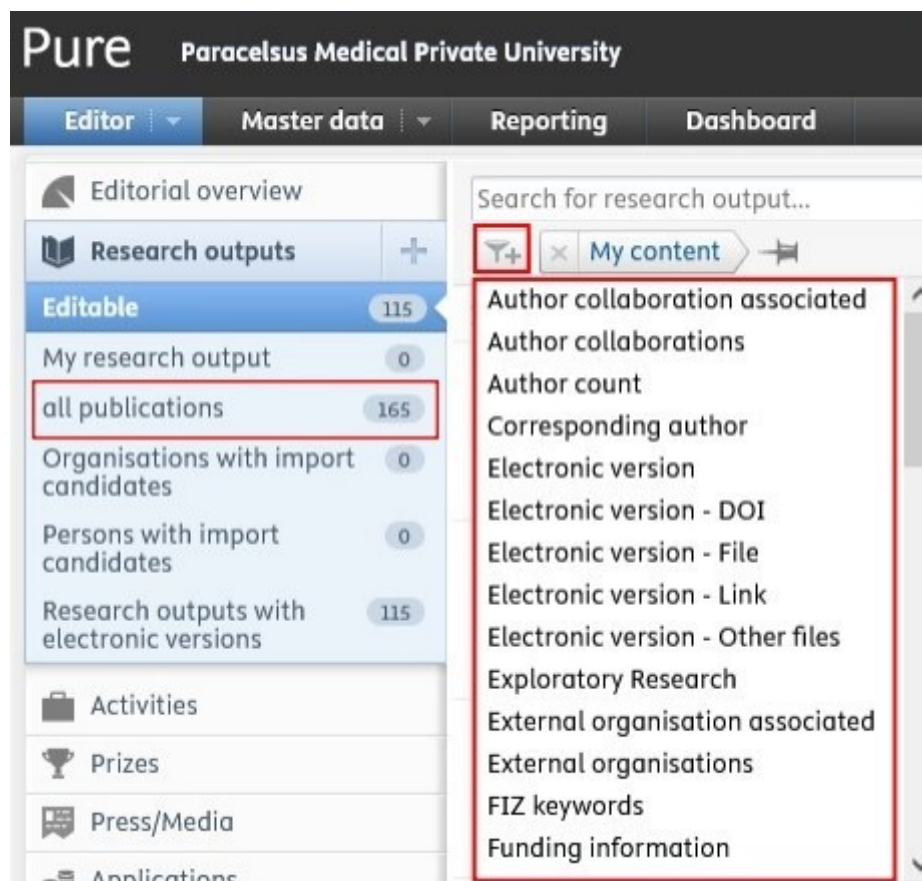 Pure Paracelsus Medical Private University
Editor Master data Reporting Dashboard
Editorial overview
Research outputs
Editable 115
My research output 0
all publications 165
Organisations with import 0
candidates
Persons with import 0
candidates
Research outputs with 115
electronic versions
Activities
Prizes
Press/Media
Applications
Search for research output...
My content
Author collaboration associated
Author collaborations
Author count
Corresponding author
Electronic version
Electronic version - DOI
Electronic version - File
Electronic version - Link
Electronic version - Other files
Exploratory Research
External organisation associated
External organisations
FIZ keywords
Funding information